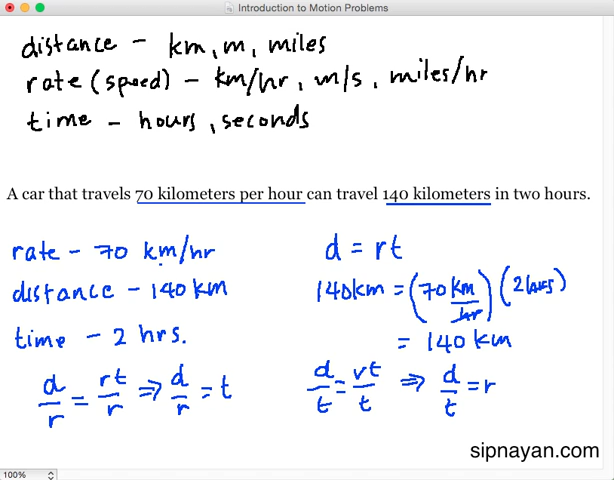 Introduction to Motion Problems
distance – km, m, miles
rate (speed) – km/hr, m/s, miles/hr
time – hours, seconds
A car that travels 70 kilometers per hour can travel 140 kilometers in two hours.
rate – 70 km/hr
distance – 140 km
time – 2 hrs.
d/r = rt/r ⇒ d/r = t
d = rt
140km = (70 km/hr) (2 hrs)
= 140 km
d/t = rt/t ⇒ d/t = r
sipnayan.com
100%